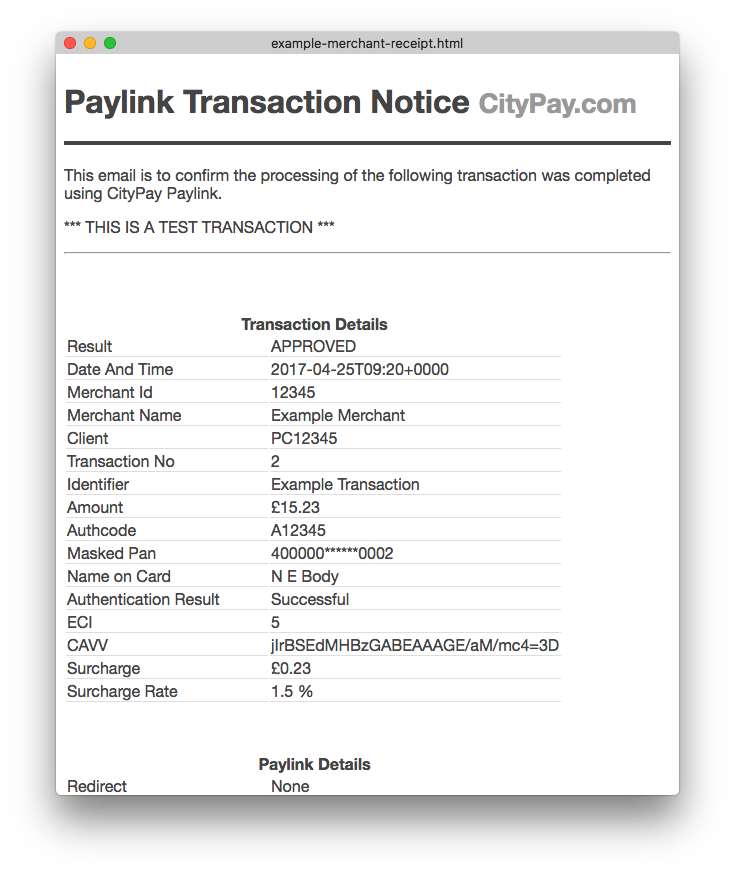 example-merchant-receipt.html
Paylink Transaction Notice CityPay.com
This email is to confirm the processing of the following transaction was completed
using CityPay Paylink.
*** THIS IS A TEST TRANSACTION ***
Transaction Details
Result APPROVED
Date And Time 2017-04-25T09:20+0000
Merchant Id 12345
Merchant Name Example Merchant
Client PC12345
Transaction No 2
Identifier Example Transaction
Amount £15.23
Authcode A12345
Masked Pan 400000******0002
Name on Card N E Body
Authentication Result Successful
ECI 5
CAVV jIrBSEdMHBzGABEAAAGE/aM/mc4=3D
Surcharge £0.23
Surcharge Rate 1.5 %
Paylink Details
Redirect None